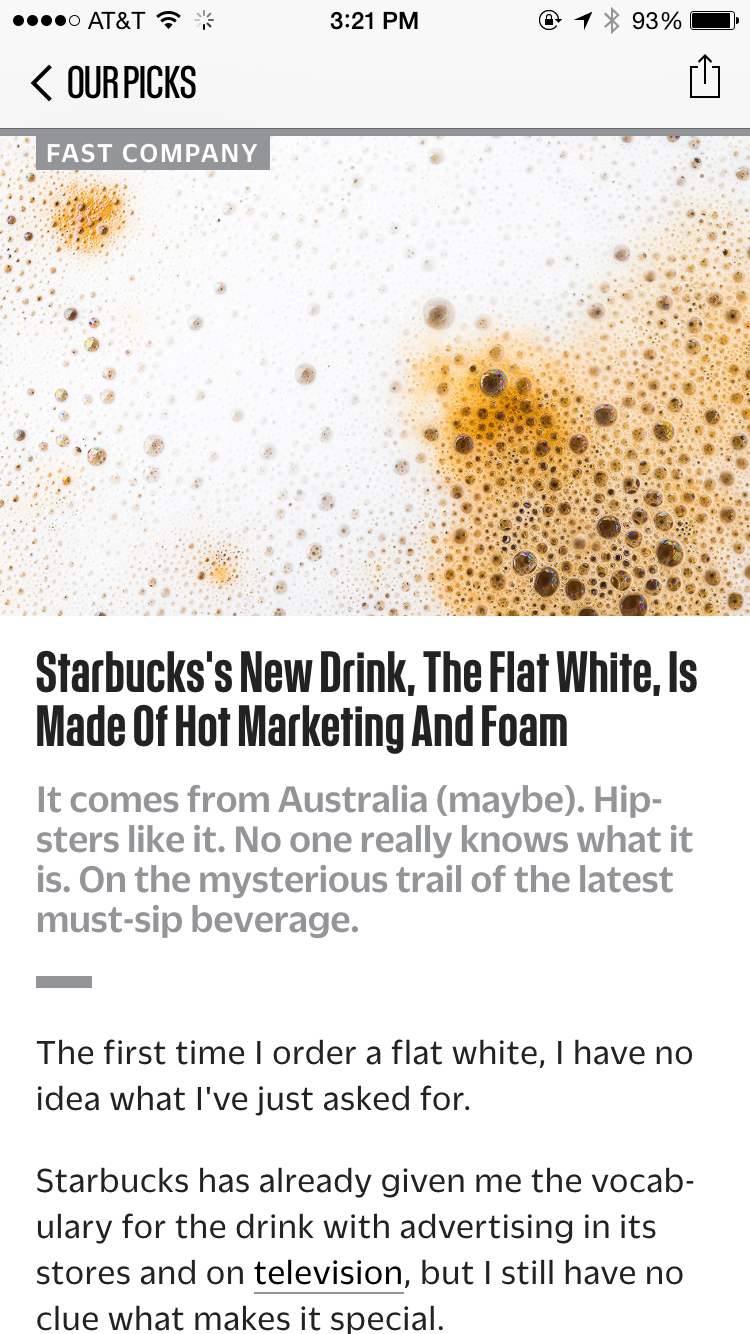 AT&T 3:21 PM 93%
OUR PICKS
FAST COMPANY
Starbucks's New Drink, The Flat White, Is
Made Of Hot Marketing And Foam
It comes from Australia (maybe). Hip-
sters like it. No one really knows what it
is. On the mysterious trail of the latest
must-sip beverage.
The first time I order a flat white, I have no
idea what I've just asked for.
Starbucks has already given me the vocab-
ulary for the drink with advertising in its
stores and on television, but I still have no
clue what makes it special.